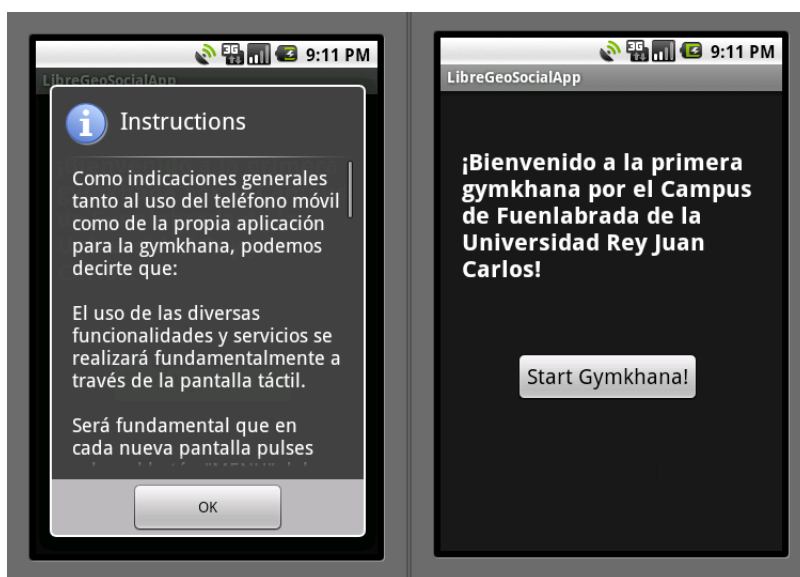 3G 9:11 PM
LibreGeoSocialApp
Instructions
Como indicaciones generales
tanto al uso del teléfono móvil
como de la propia aplicación
para la gymkhana, podemos
decirte que:
El uso de las diversas
funcionalidades y servicios se
realizará fundamentalmente a
través de la pantalla táctil.
Será fundamental que en
cada nueva pantalla pulses
OK
3G 9:11 PM
LibreGeoSocialApp
¡Bienvenido a la primera
gymkhana por el Campus
de Fuenlabrada de la
Universidad Rey Juan
Carlos!
Start Gymkhana!